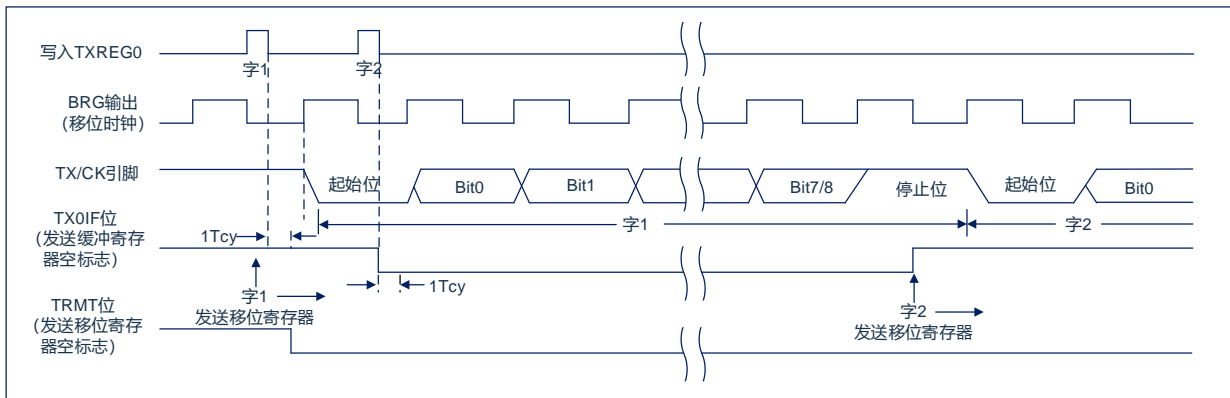 写入TXREG0
字1
字2
BRG输出
(移位时钟)
TX/CK引脚
起始位
Bit0
Bit1
Bit7/8
停止位
起始位
Bit0
TX0IF位
(发送缓冲寄存
器空标志)
1Tcy
字1
字2
1Tcy
字1
发送移位寄存器
字2
发送移位寄存器
TRMT位
(发送移位寄存
器空标志)